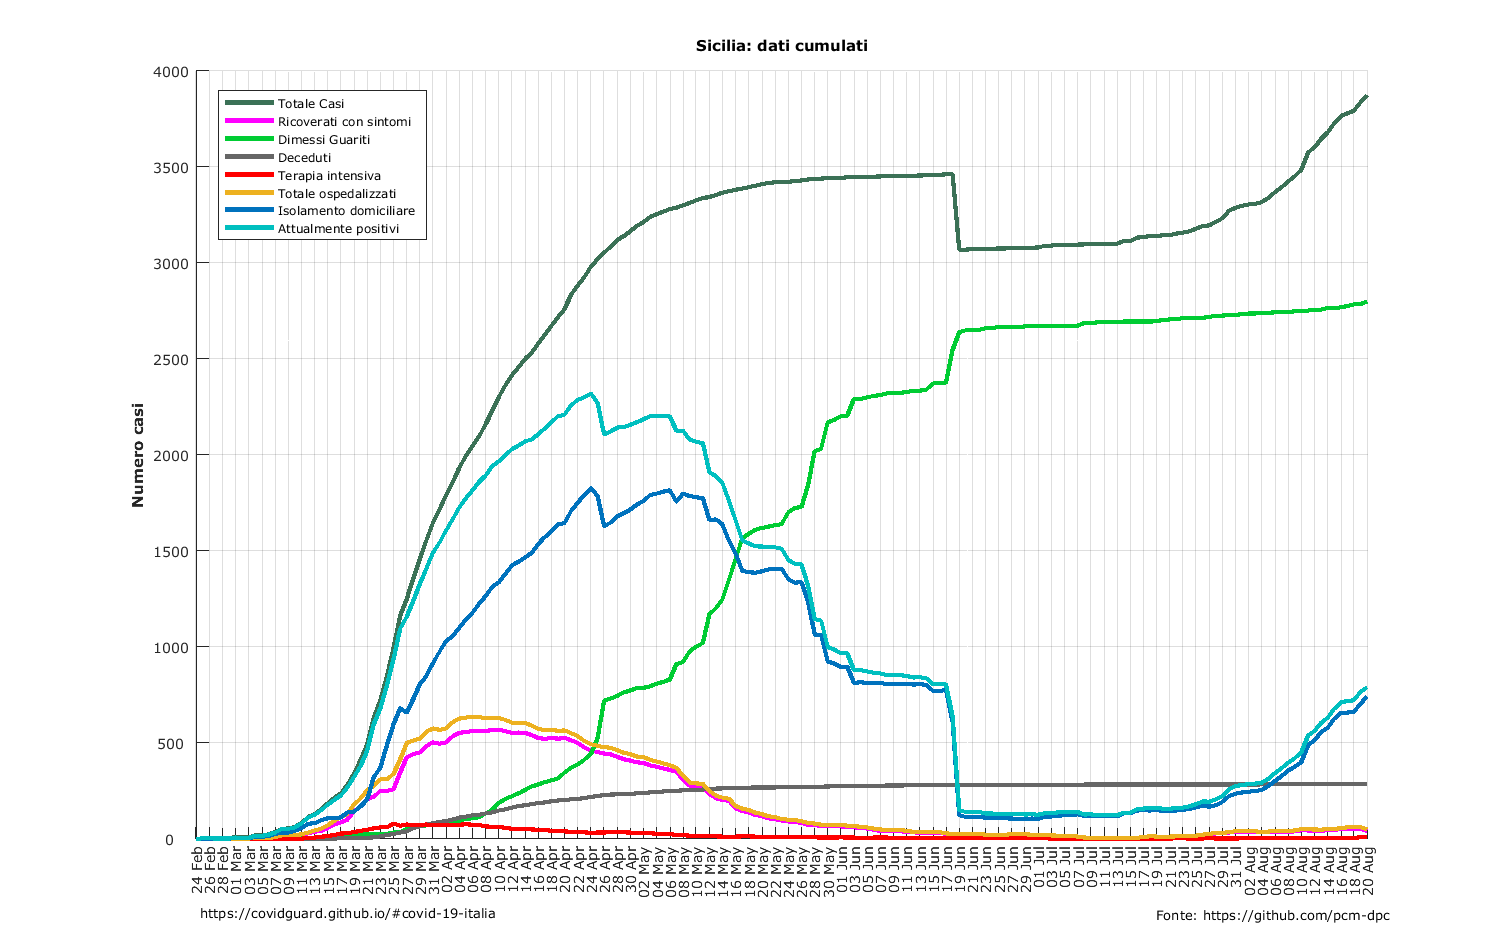 Sicilia: dati cumulati
4000
3500
3000
2500
2000
1500
1000
500
0
Numero casi
Totale Casi
Ricoverati con sintomi
Dimessi Guariti
Deceduti
Terapia intensiva
Totale ospedalizzati
Isolamento domiciliare
Attualmente positivi
24 Feb
26 Feb
28 Feb
01 Mar
03 Mar
05 Mar
07 Mar
09 Mar
11 Mar
13 Mar
15 Mar
17 Mar
19 Mar
21 Mar
23 Mar
25 Mar
27 Mar
29 Mar
31 Mar
02 Apr
04 Apr
06 Apr
08 Apr
10 Apr
12 Apr
14 Apr
16 Apr
18 Apr
20 Apr
22 Apr
24 Apr
26 Apr
28 Apr
30 Apr
02 May
04 May
06 May
08 May
10 May
12 May
14 May
16 May
18 May
20 May
22 May
24 May
26 May
28 May
30 May
01 Jun
03 Jun
05 Jun
07 Jun
09 Jun
11 Jun
13 Jun
15 Jun
17 Jun
19 Jun
21 Jun
23 Jun
25 Jun
27 Jun
29 Jun
01 Jul
03 Jul
05 Jul
07 Jul
09 Jul
11 Jul
13 Jul
15 Jul
17 Jul
19 Jul
21 Jul
23 Jul
25 Jul
27 Jul
29 Jul
31 Jul
02 Aug
04 Aug
06 Aug
08 Aug
10 Aug
12 Aug
14 Aug
16 Aug
18 Aug
20 Aug
https://covidguard.github.io/#covid-19-italia
Fonte: https://github.com/pcm-dpc